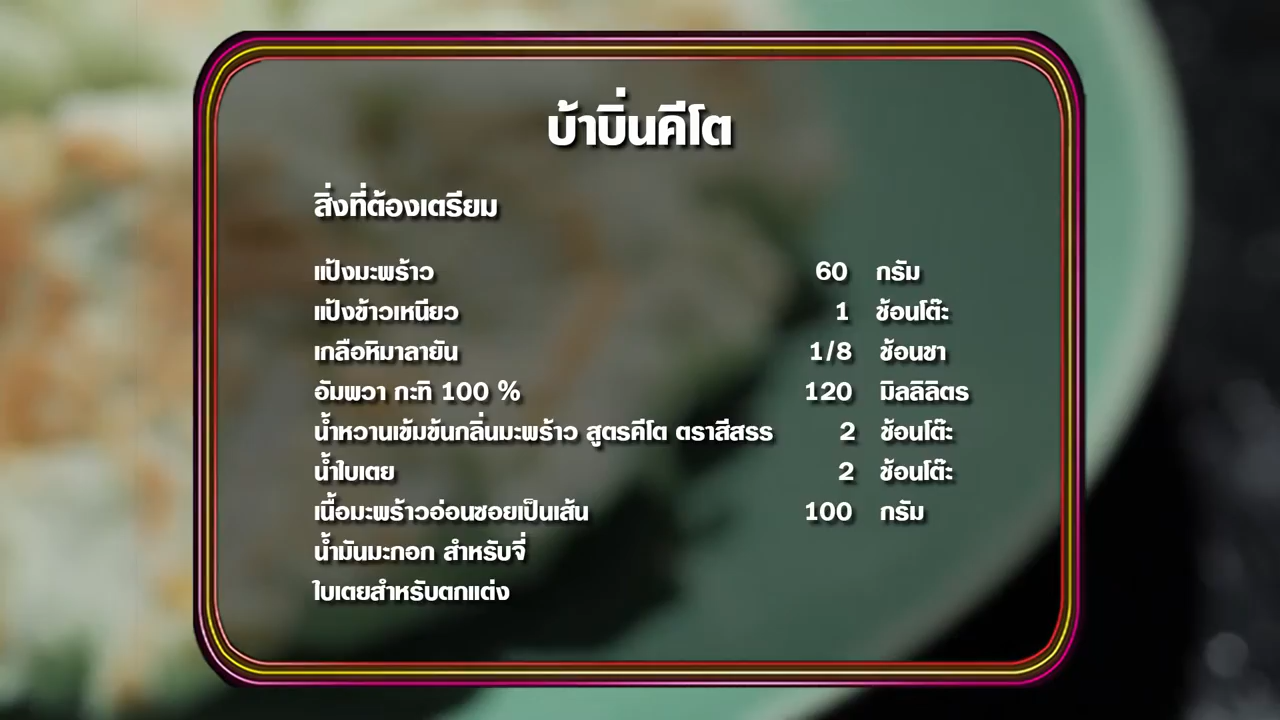 บ้าบิ่นคีโต
สิ่งที่ต้องเตรียม
แป้งมะพร้าว 60 กรัม
แป้งข้าวเหนียว 1 ช้อนโต๊ะ
เกลือหิมาลายัน 1/8 ช้อนชา
อัมพวา กะทิ 100 % 120 มิลลิลิตร
น้ำหวานเข้มข้นกลิ่นมะพร้าว สูตรคีโต ตราสีสรร 2 ช้อนโต๊ะ
น้ำใบเตย 2 ช้อนโต๊ะ
เนื้อมะพร้าวอ่อนซอยเป็นเส้น 100 กรัม
น้ำมันมะกอก สำหรับจี่
ใบเตยสำหรับตกแต่ง